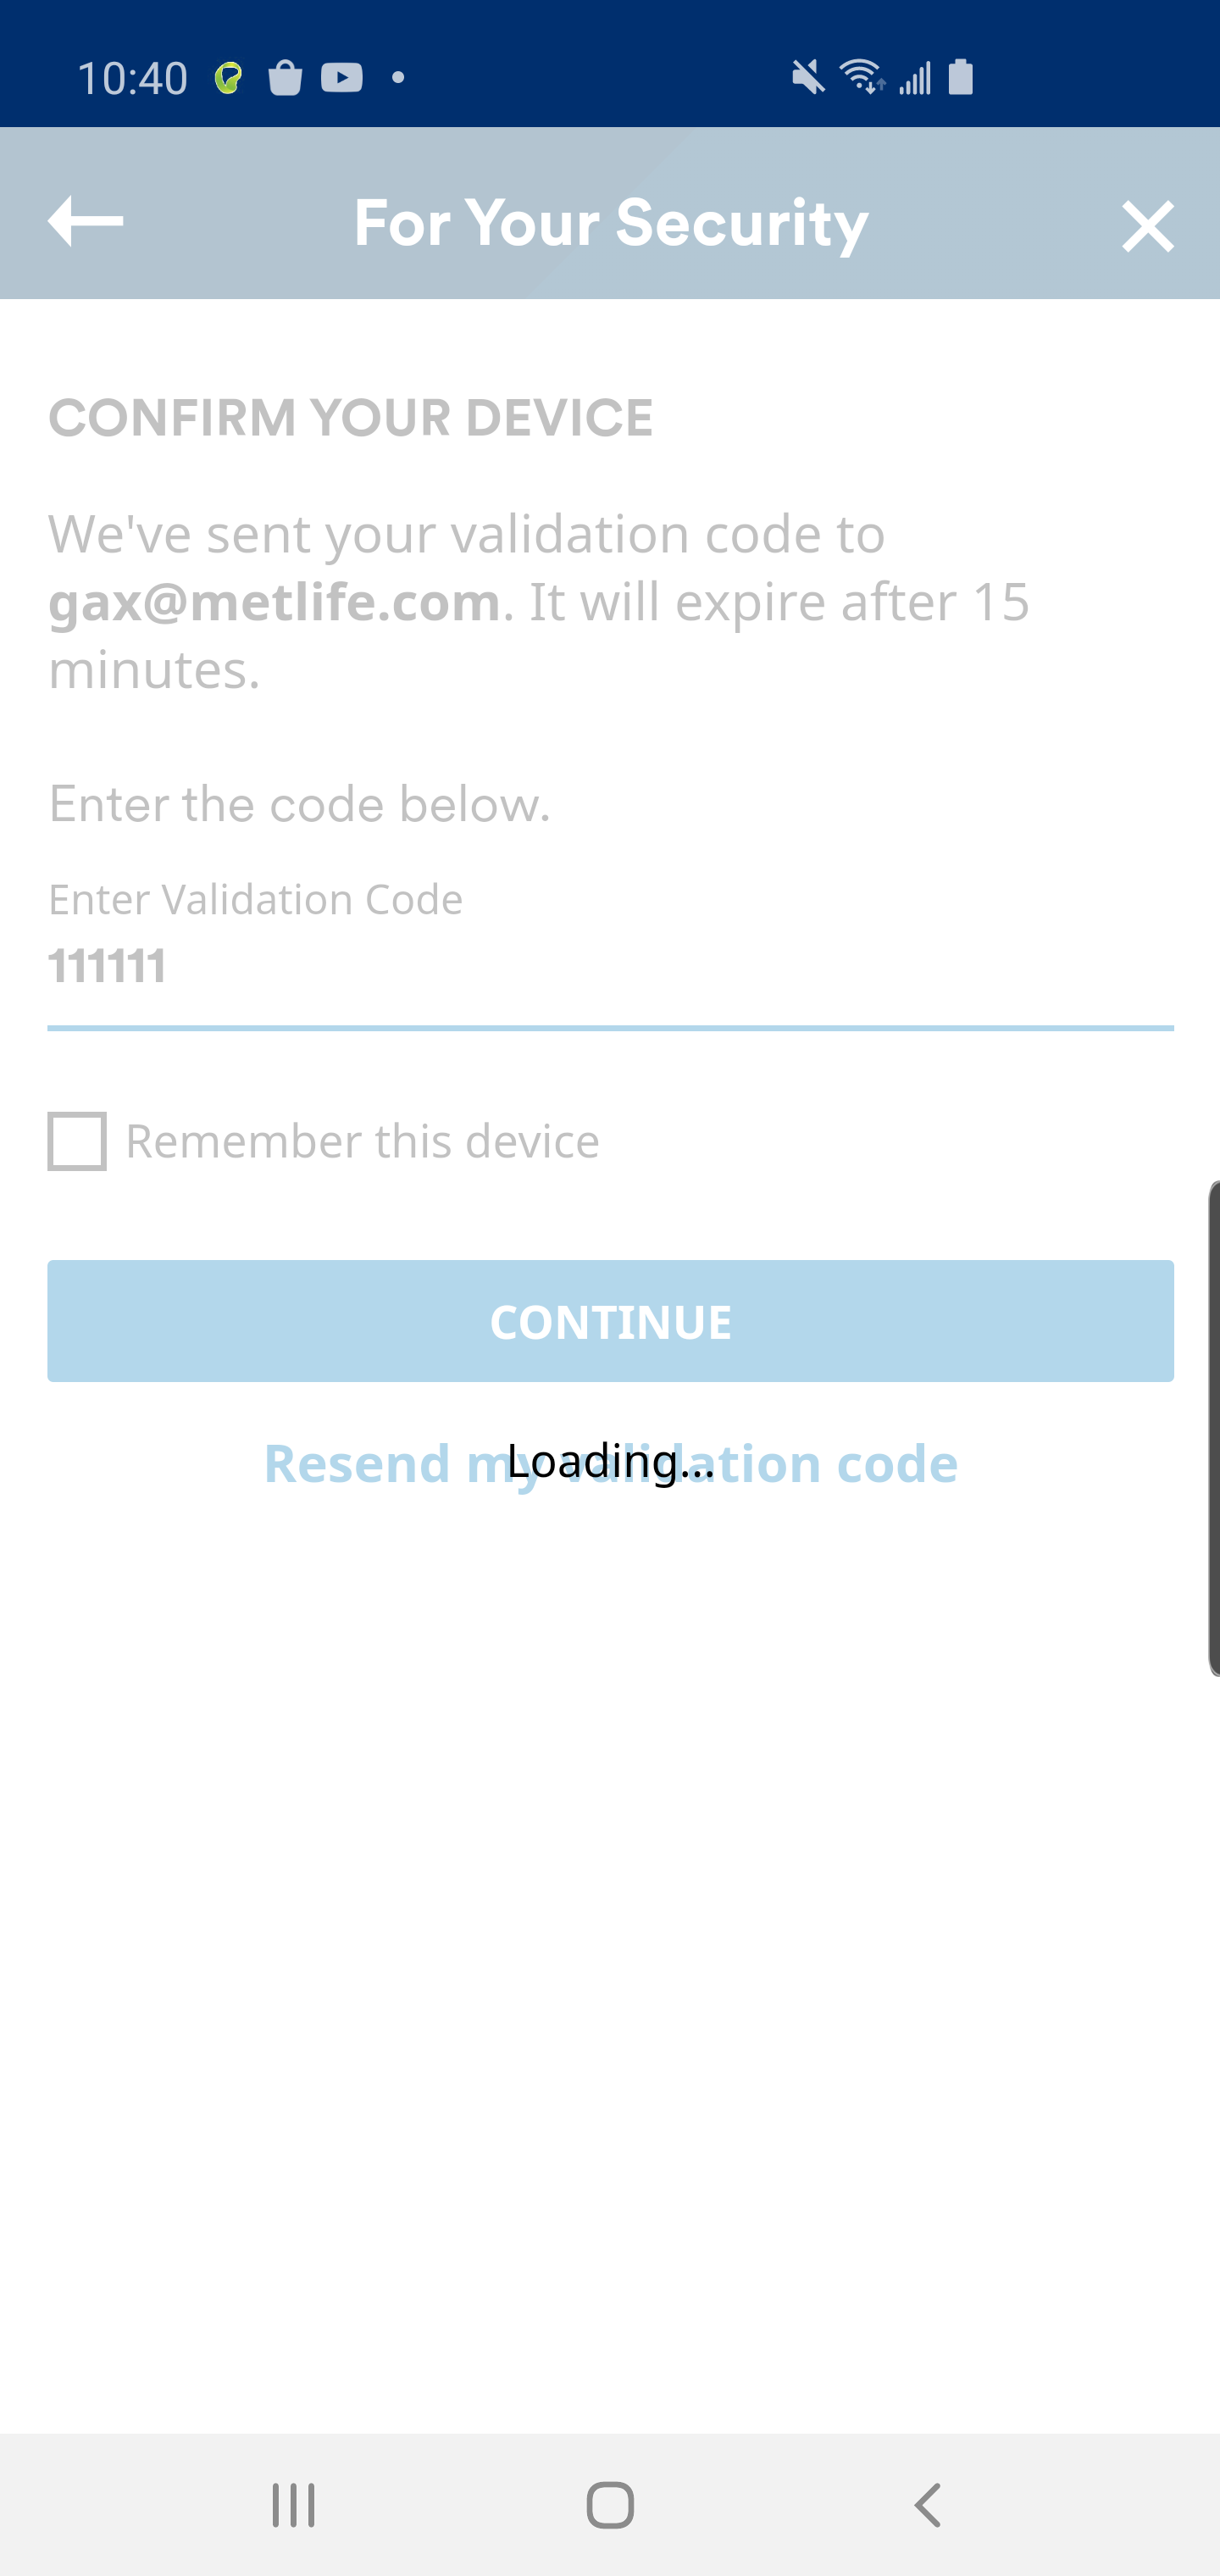 10:40
For Your Security
CONFIRM YOUR DEVICE
We've sent your validation code to
gax@metlife.com. It will expire after 15
minutes.
Enter the code below.
Enter Validation Code
111111
Remember this device
CONTINUE
Resend my validation code
Loading...